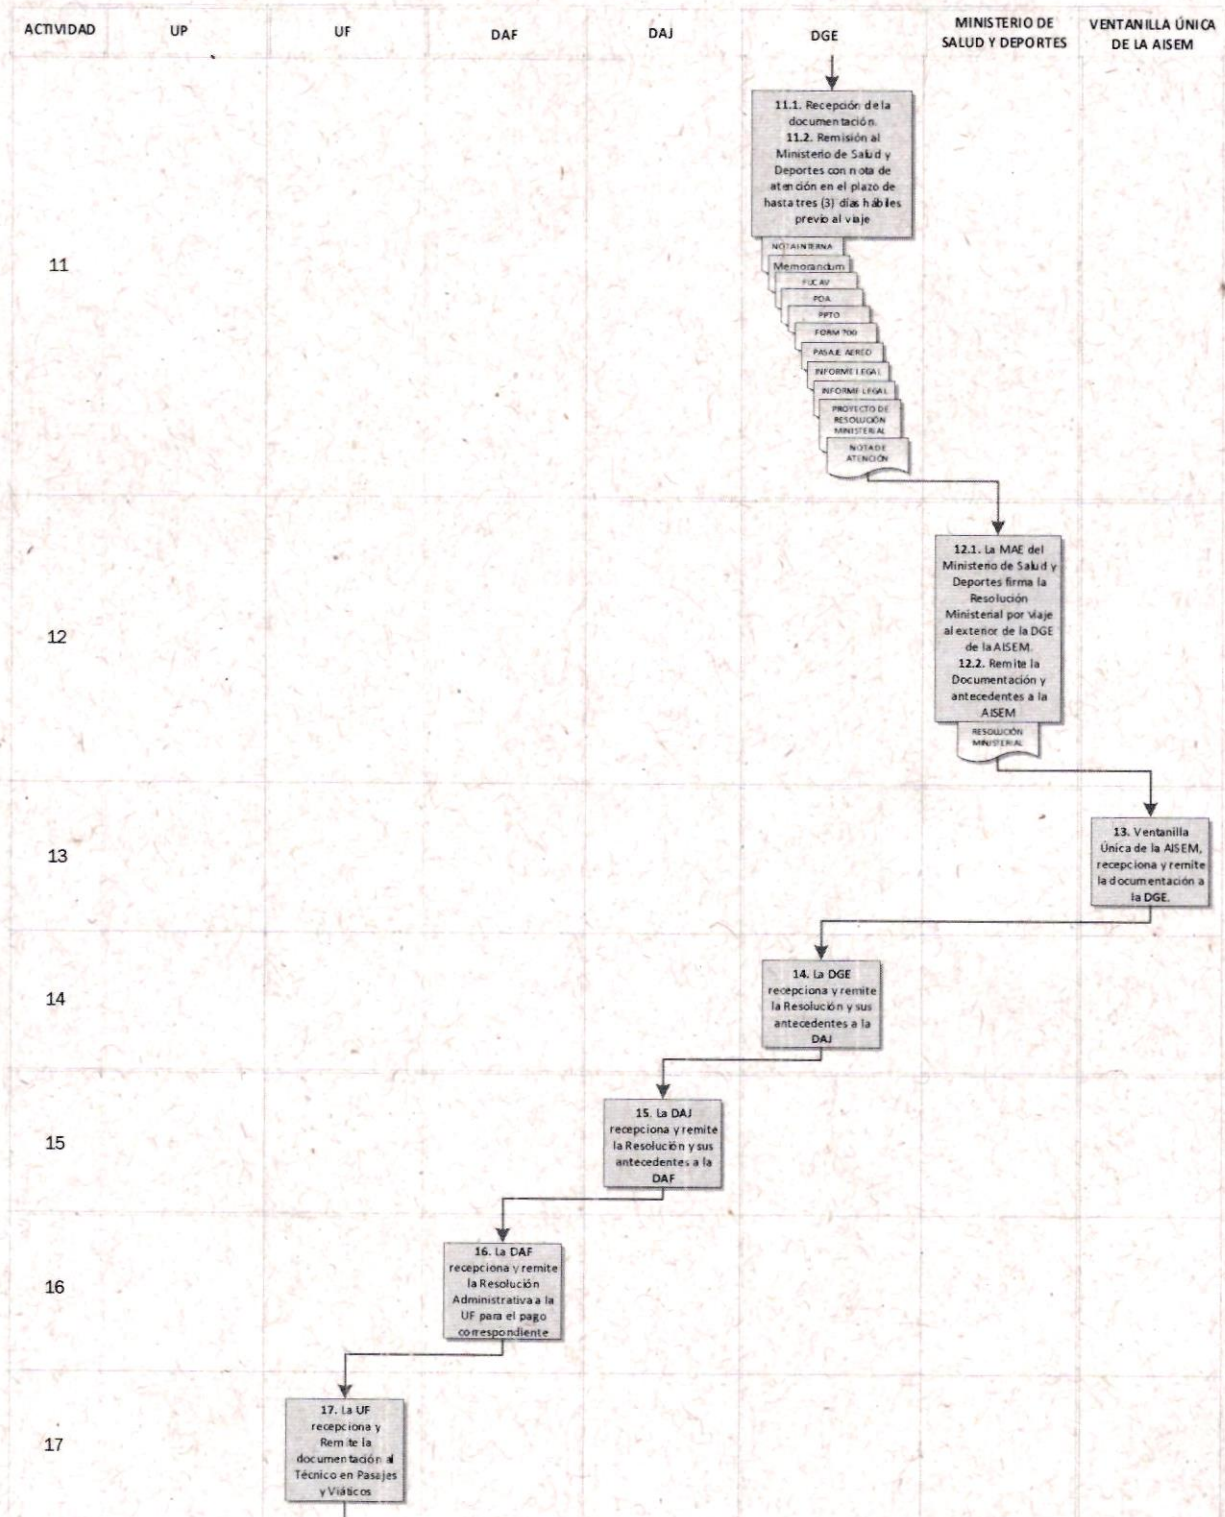 ACTIVIDAD
UP
UF
DAF
DAJ
DGE
MINISTERIO DE
SALUD Y DEPORTES
VENTANILLA ÚNICA
DE LA AISEM
11
11.1. Recepción de la
documentación.
11.2. Remisión al
Ministerio de Salud y
Deportes con nota de
atención en el plazo de
hasta tres (3) días hábiles
previo al viaje
NOTA INTERNA
Memorandum
FUCAV
POA
PPTO
FORM 700
PASAJE AEREO
INFORME LEGAL
INFORME LEGAL
PROYECTO DE
RESOLUCIÓN
MINISTERIAL
NOTA DE
ATENCIÓN
12
12.1. La MAE del
Ministerio de Salud y
Deportes firma la
Resolución
Ministerial por viaje
al exterior de la DGE
de la AISEM.
12.2. Remite la
Documentación y
antecedentes a la
AISEM
RESOLUCIÓN
MINISTERIAL
13
13. Ventanilla
Única de la AISEM,
recepciona y remite
la documentación a
la DGE.
14
14. La DGE
recepciona y remite
la Resolución y sus
antecedentes a la
DAJ
15
15. La DAJ
recepciona y remite
la Resolución y sus
antecedentes a la
DAF
16
16. La DAF
recepciona y remite
la Resolución
Administrativa a la
UF para el pago
correspondiente
17
17. La UF
recepciona y
Remite la
documentación al
Técnico en Pasajes
y Viáticos